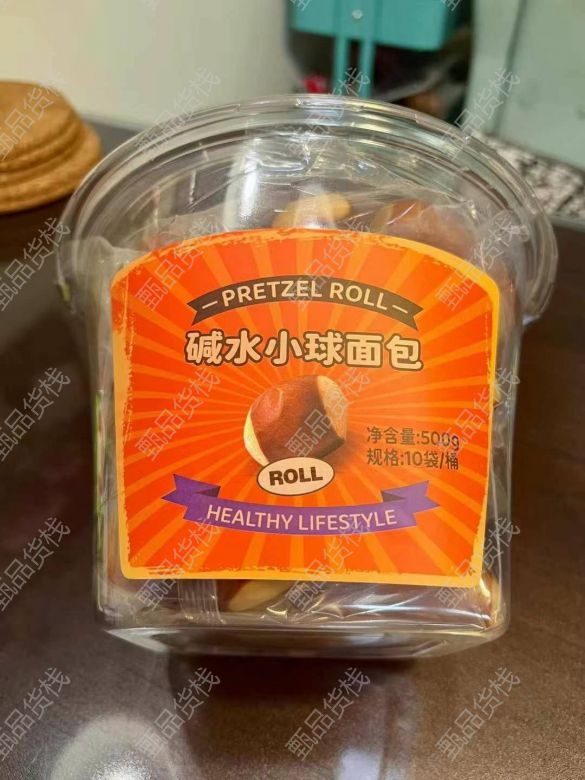 PRETZEL ROLL
碱水小球面包
净含量:500g
规格:10袋/桶
ROLL
HEALTHY LIFESTYLE
甄品货栈